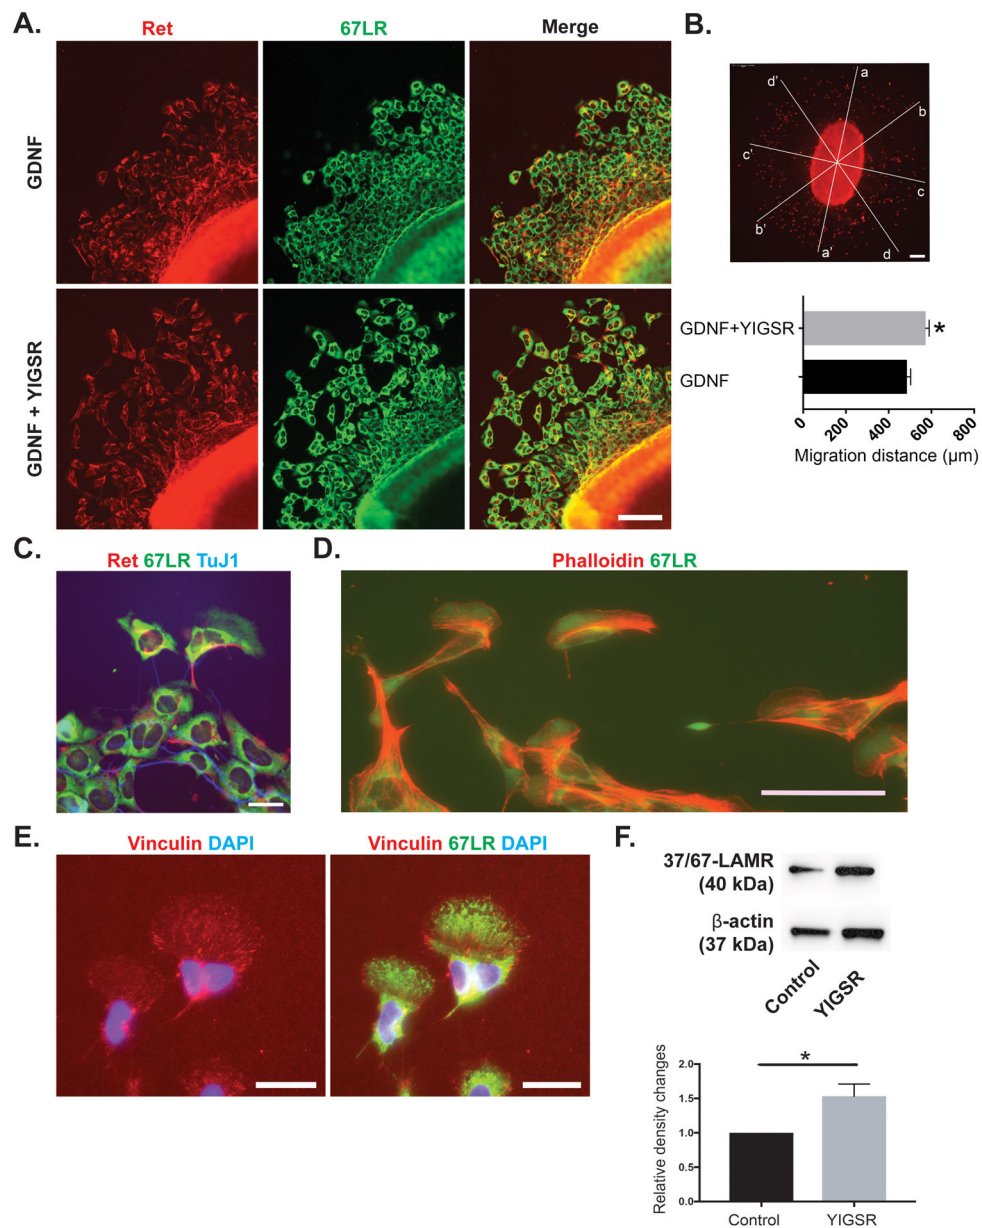 A.
Ret
67LR
Merge
GDNF
GDNF + YIGSR
B.
a
b
c
d
a'
b'
c'
d'
GDNF+YIGSR
*
GDNF
0
200
400
600
800
Migration distance (μm)
C.
Ret 67LR TuJ1
D.
Phalloidin 67LR
E.
Vinculin DAPI
Vinculin 67LR DAPI
F.
37/67-LAMR
(40 kDa)
β-actin
(37 kDa)
Control
YIGSR
Relative density changes
2.0
1.5
1.0
0.5
0.0
*
Control
YIGSR